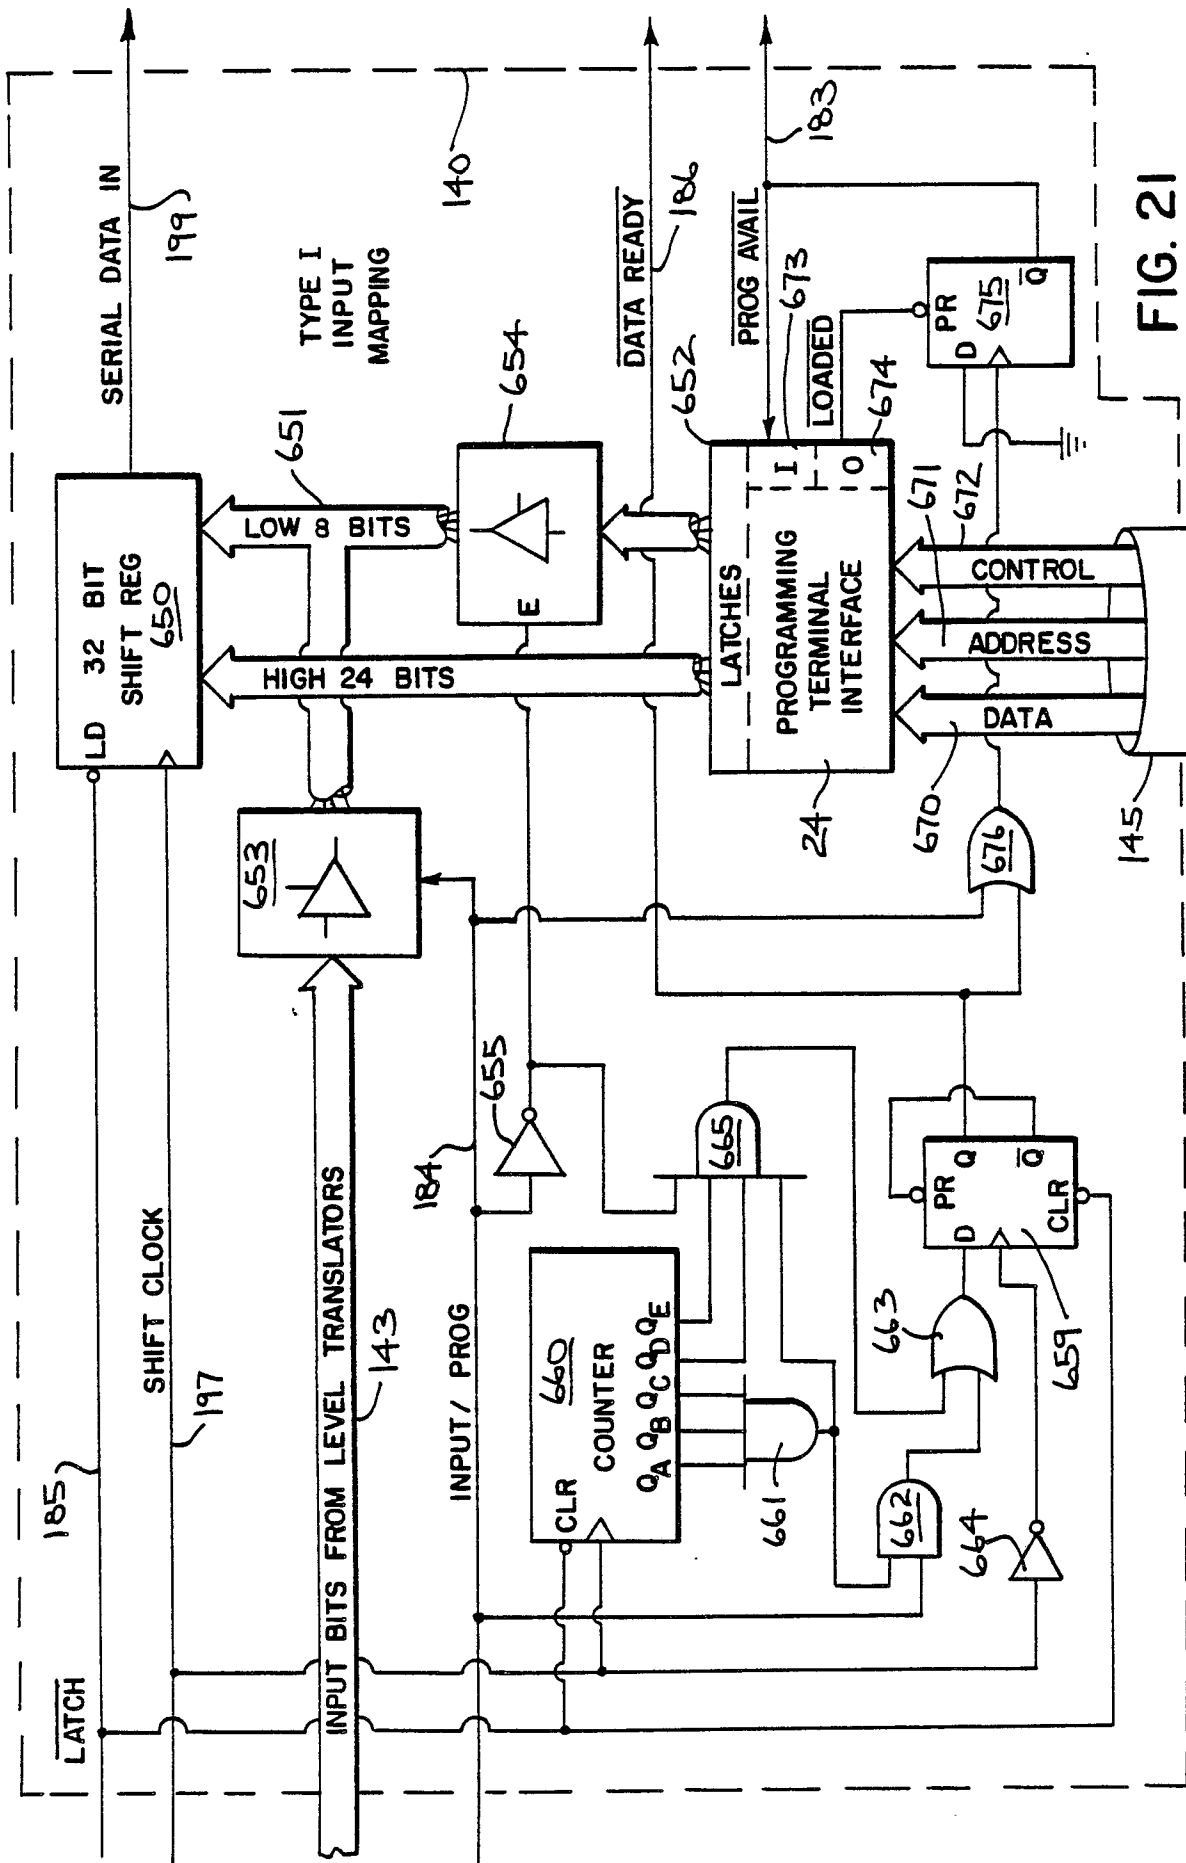 LATCH
185
SHIFT CLOCK
197
INPUT BITS FROM LEVEL TRANSLATORS
143
INPUT/ PROG
184
LD
32 BIT
SHIFT REG
650
SERIAL DATA IN
199
140
TYPE I
INPUT
MAPPING
653
LOW 8 BITS
651
HIGH 24 BITS
E
654
655
DATA READY
186
CLR
660
COUNTER
QA QB QC QD QE
661
662
663
664
665
D
PR
Q
Q
CLR
659
652
LATCHES
PROGRAMMING
TERMINAL
INTERFACE
24
I
O
673
674
PROG AVAIL
183
LOADED
D
PR
675
Q
676
DATA
670
ADDRESS
671
CONTROL
672
145
FIG. 21